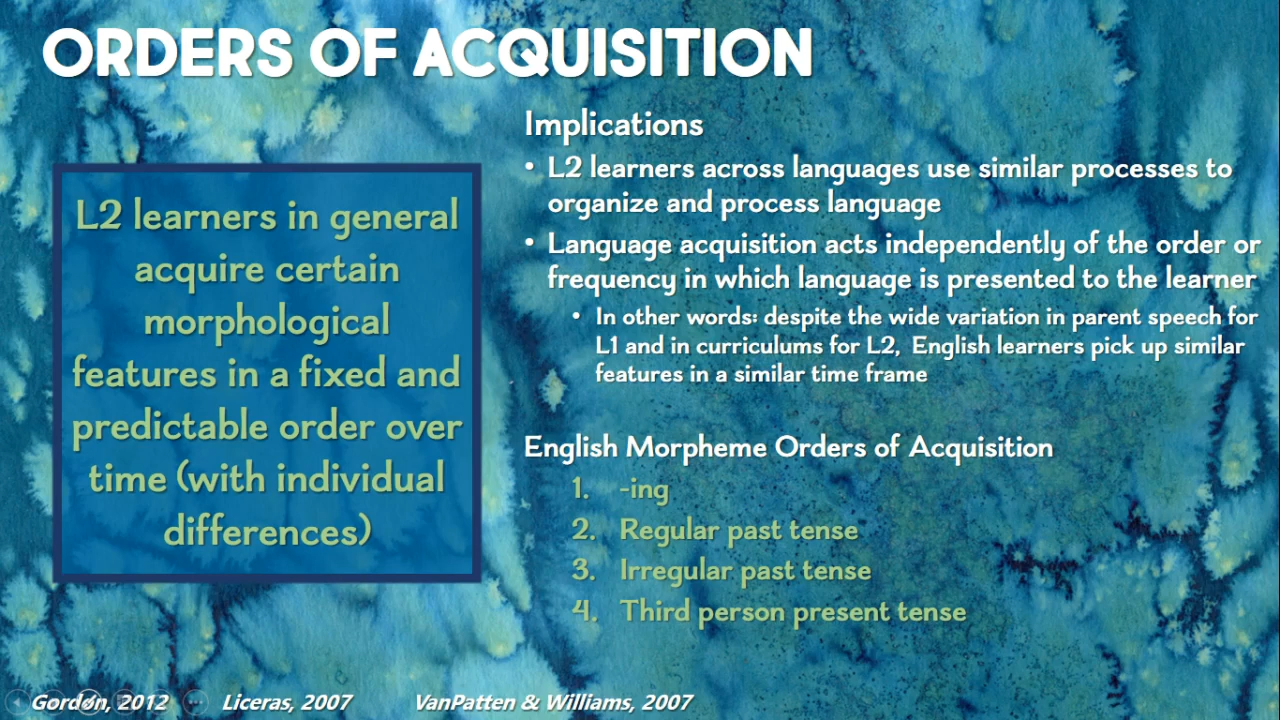 ORDERS OF ACQUISITION
L2 learners in general
acquire certain
morphological
features in a fixed and
predictable order over
time (with individual
differences)
Implications
• L2 learners across languages use similar processes to
organize and process language
• Language acquisition acts independently of the order or
frequency in which language is presented to the learner
• In other words: despite the wide variation in parent speech for
L1 and in curriculums for L2, English learners pick up similar
features in a similar time frame
English Morpheme Orders of Acquisition
1. -ing
2. Regular past tense
3. Irregular past tense
4. Third person present tense
Gordon, 2012 Liceras, 2007 VanPatten & Williams, 2007